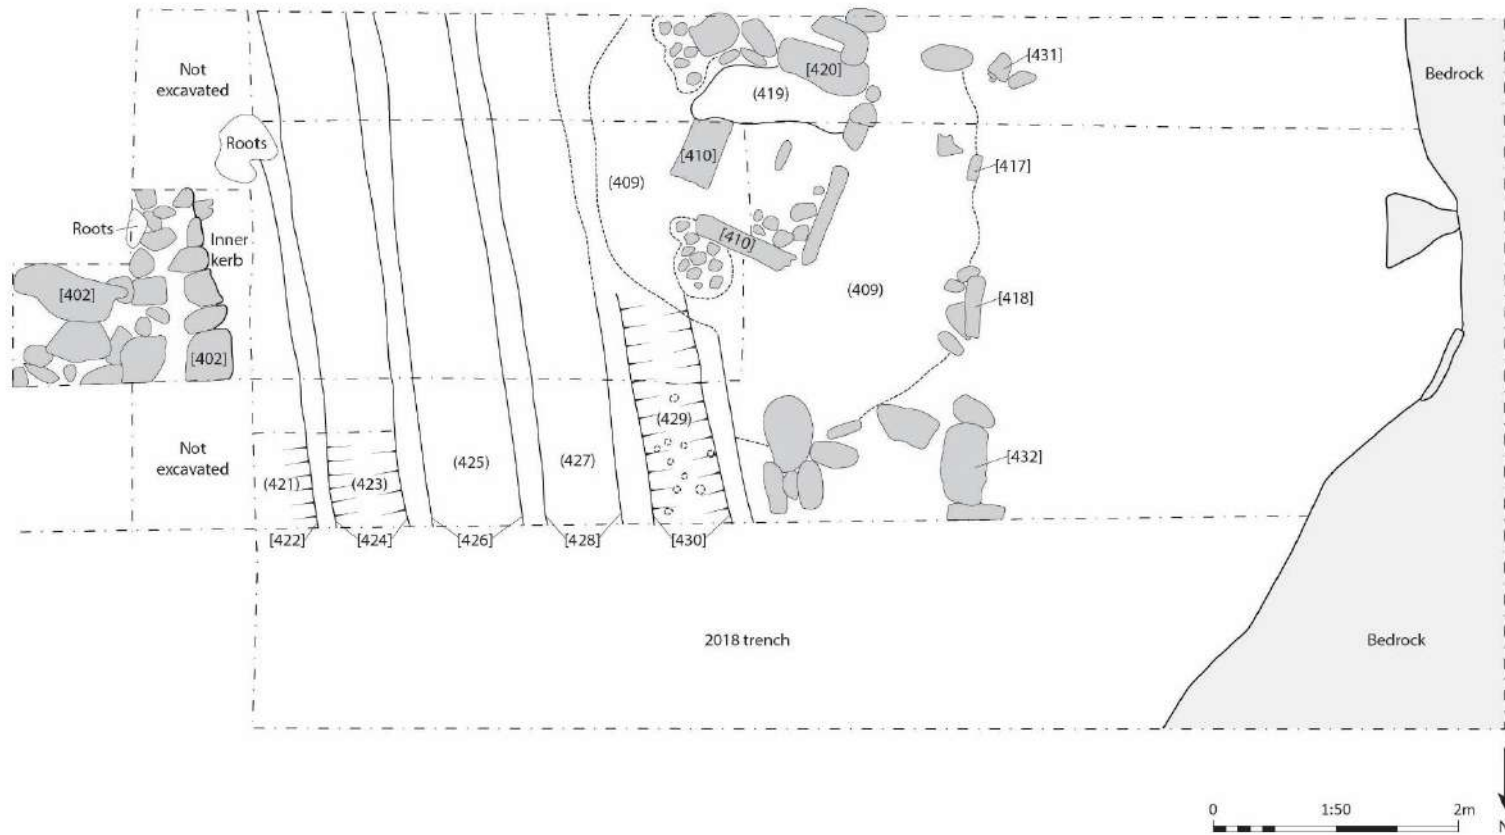 Not
excavated
Roots
Roots
Inner
kerb
[402]
[402]
Not
excavated
(421)
(423)
(425)
(427)
(429)
[422]
[424]
[426]
[428]
[430]
(409)
[410]
[410]
(419)
[420]
(409)
[431]
[417]
[418]
[432]
Bedrock
Bedrock
2018 trench
0 1:50 2m
N